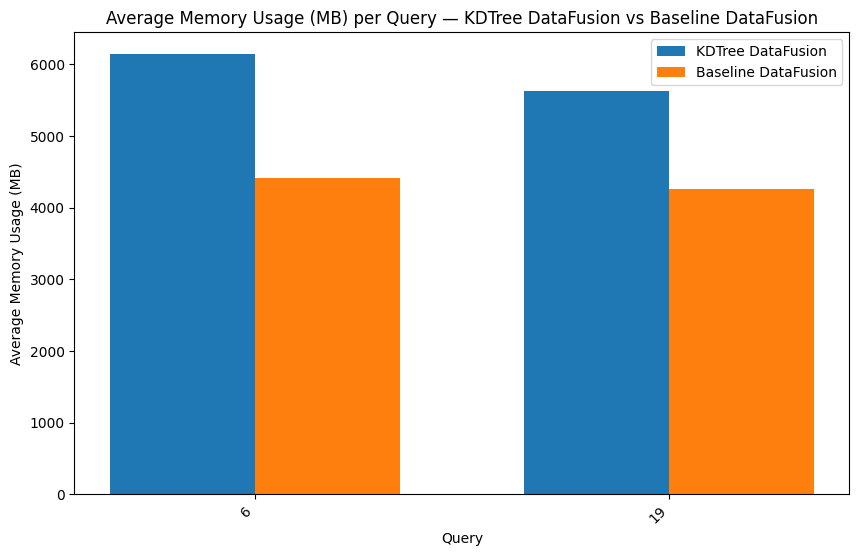 Average Memory Usage (MB) per Query — KDTree DataFusion vs Baseline DataFusion
KDTree DataFusion
Baseline DataFusion
Average Memory Usage (MB)
6000
5000
4000
3000
2000
1000
0
6
19
Query